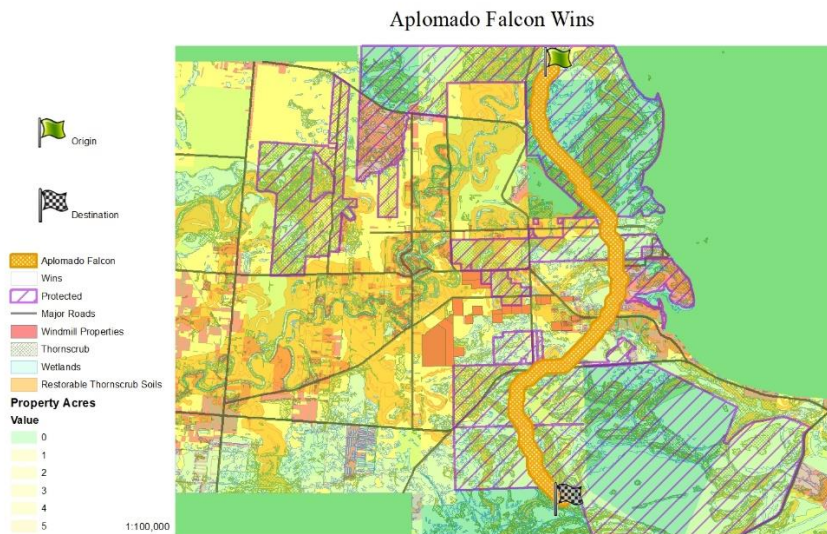 Aplomado Falcon Wins
Origin
Destination
Aplomado Falcon
Wins
Protected
Major Roads
Windmill Properties
Thornscrub
Wetlands
Restorable Thornscrub Soils
Property Acres
Value
0
1
2
3
4
5
1:100,000